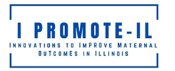 I PROMOTE-IL
INNOVATIONS TO IMPROVE MATERNAL
OUTCOMES IN ILLINOIS